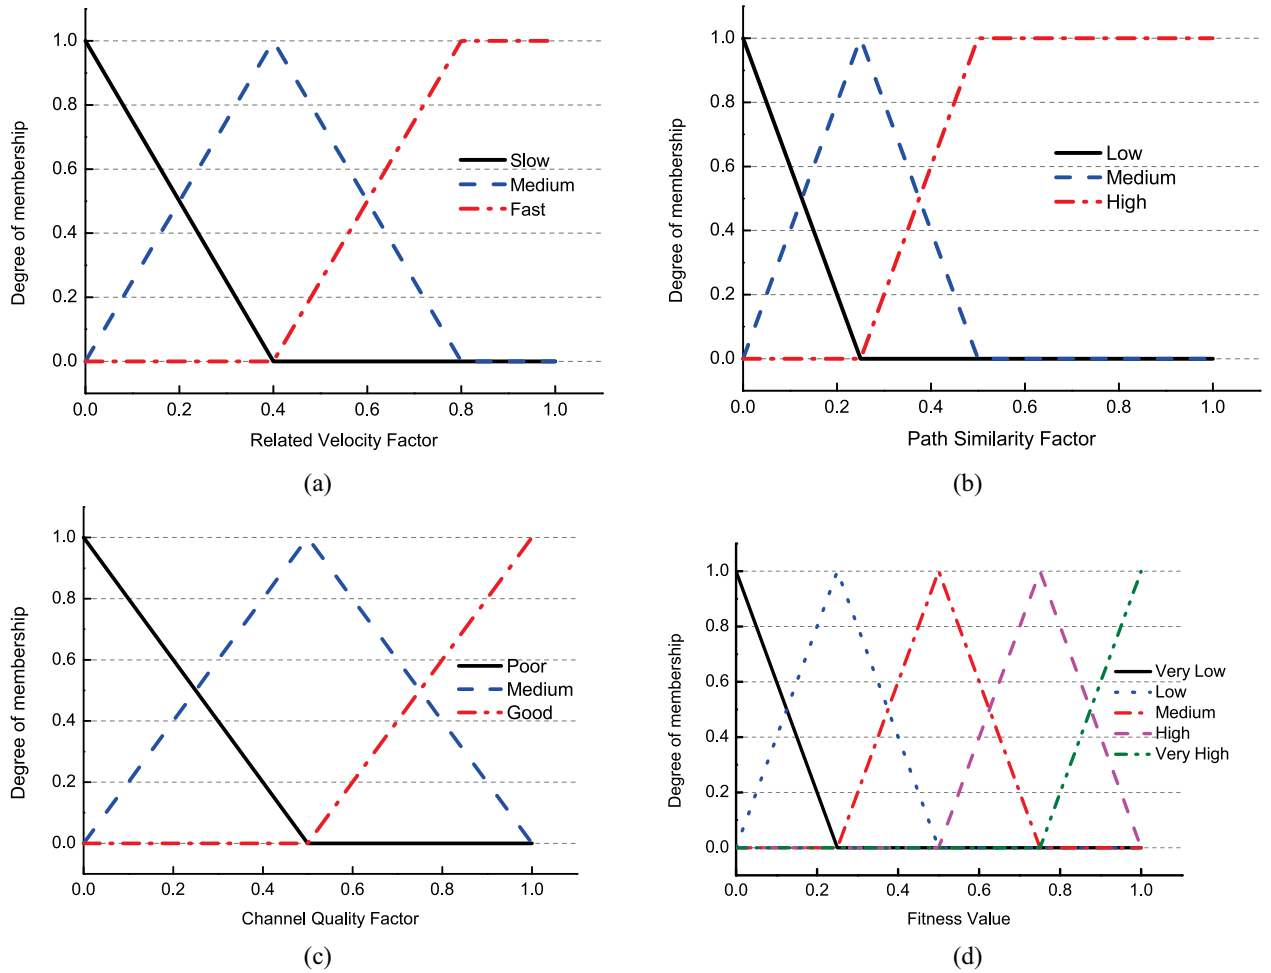 1.0
0.8
0.6
0.4
0.2
0.0
Degree of membership
Slow
Medium
Fast
0.0 0.2 0.4 0.6 0.8 1.0
Related Velocity Factor
(a)
1.0
0.8
0.6
0.4
0.2
0.0
Degree of membership
Low
Medium
High
0.0 0.2 0.4 0.6 0.8 1.0
Path Similarity Factor
(b)
1.0
0.8
0.6
0.4
0.2
0.0
Degree of membership
Poor
Medium
Good
0.0 0.2 0.4 0.6 0.8 1.0
Channel Quality Factor
(c)
1.0
0.8
0.6
0.4
0.2
0.0
Degree of membership
Very Low
Low
Medium
High
Very High
0.0 0.2 0.4 0.6 0.8 1.0
Fitness Value
(d)